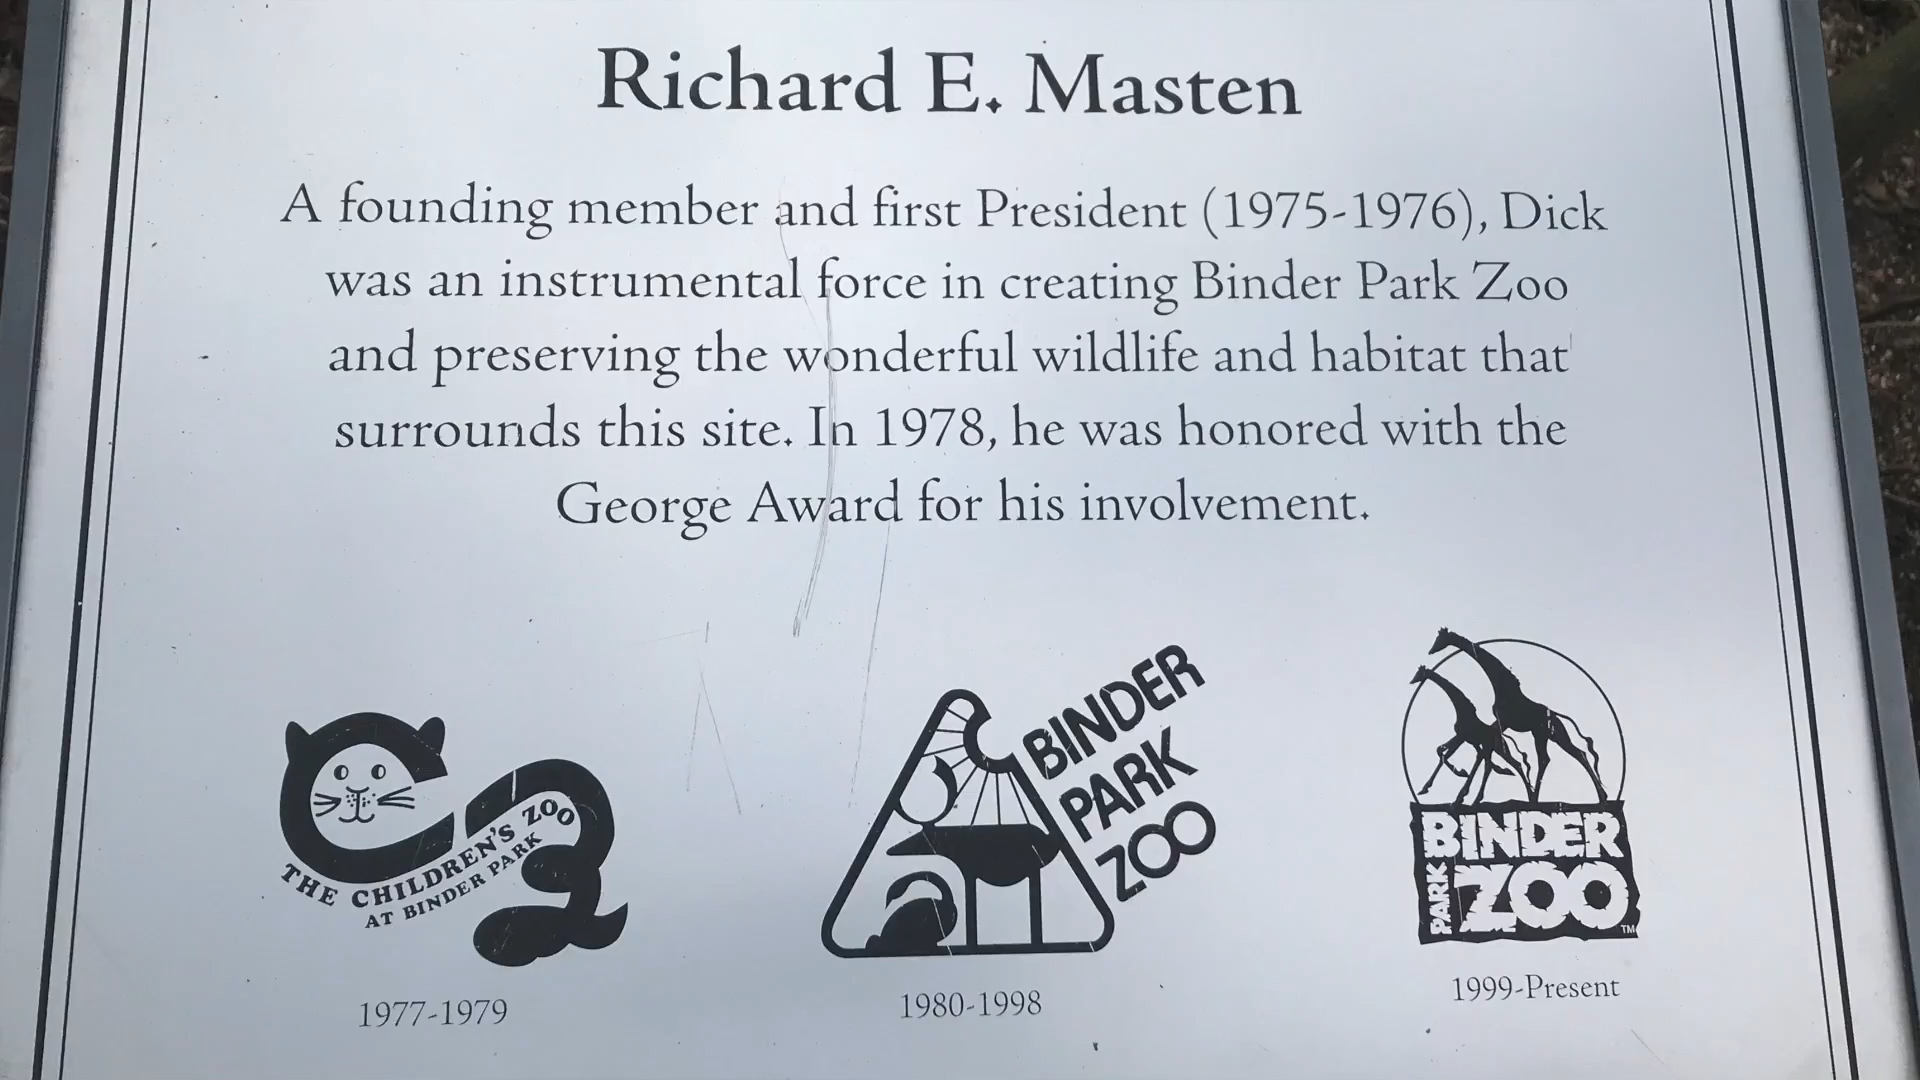 Richard E. Masten
A founding member and first President (1975-1976), Dick
was an instrumental force in creating Binder Park Zoo
and preserving the wonderful wildlife and habitat that
surrounds this site. In 1978, he was honored with the
George Award for his involvement.
THE CHILDREN'S ZOO
AT BINDER PARK
1977-1979
BINDER
PARK
ZOO
1980-1998
BINDER
PARK
ZOO
TM
1999-Present